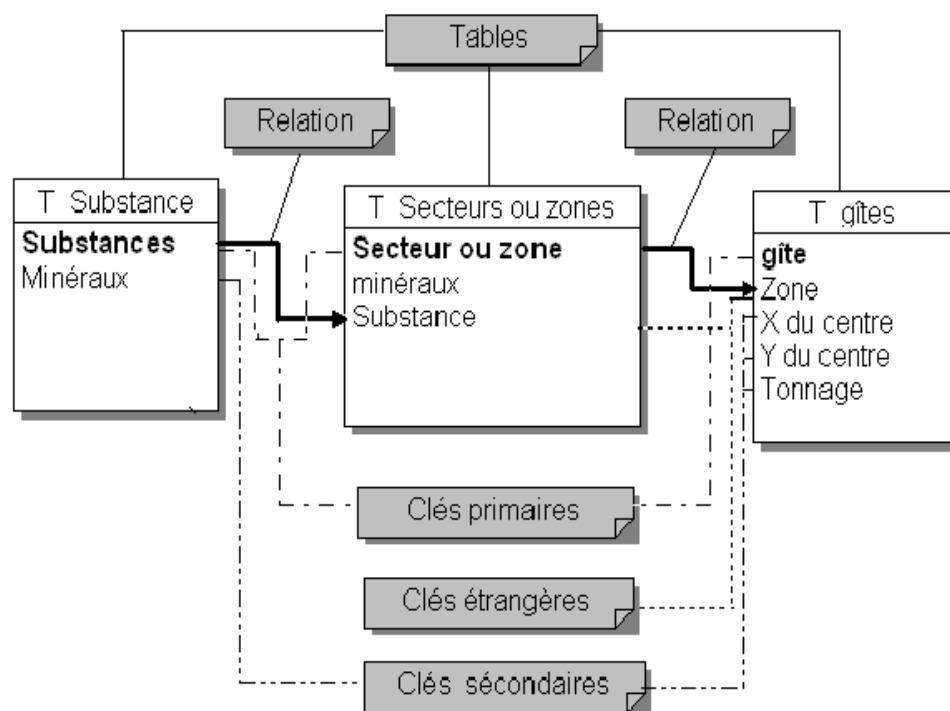 Tables
Relation
Relation
T Substance
Substances
Minéraux
T Secteurs ou zones
Secteur ou zone
minéraux
Substance
T gîtes
gîte
Zone
X du centre
Y du centre
Tonnage
Clés primaires
Clés étrangères
Clés sécondaires